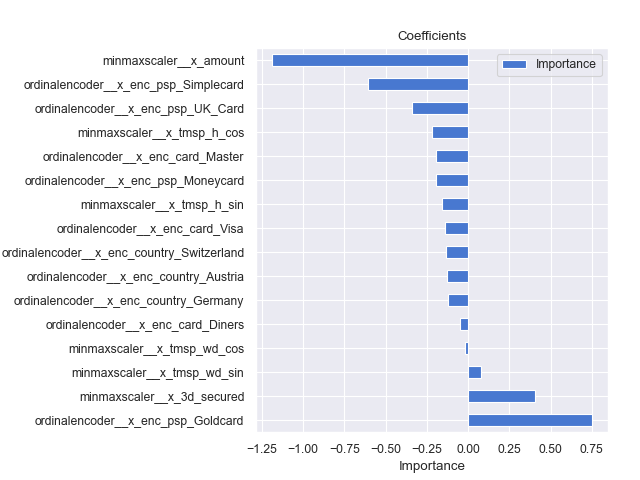 Coefficients
Importance
minmaxscaler__x_amount
ordinalencoder__x_enc_psp_Simplecard
ordinalencoder__x_enc_psp_UK_Card
minmaxscaler__x_tmsp_h_cos
ordinalencoder__x_enc_card_Master
ordinalencoder__x_enc_psp_Moneycard
minmaxscaler__x_tmsp_h_sin
ordinalencoder__x_enc_card_Visa
ordinalencoder__x_enc_country_Switzerland
ordinalencoder__x_enc_country_Austria
ordinalencoder__x_enc_country_Germany
ordinalencoder__x_enc_card_Diners
minmaxscaler__x_tmsp_wd_cos
minmaxscaler__x_tmsp_wd_sin
minmaxscaler__x_3d_secured
ordinalencoder__x_enc_psp_Goldcard
−1.25 −1.00 −0.75 −0.50 −0.25 0.00 0.25 0.50 0.75
Importance